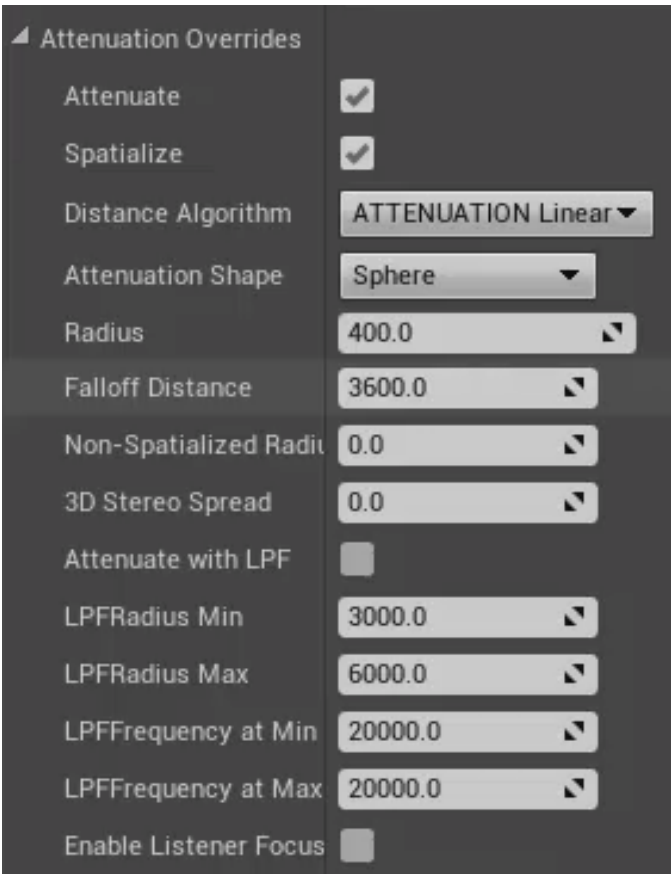 Attenuation Overrides
Attenuate
Spatialize
Distance Algorithm ATTENUATION Linear
Attenuation Shape Sphere
Radius 400.0
Falloff Distance 3600.0
Non-Spatialized Radiu 0.0
3D Stereo Spread 0.0
Attenuate with LPF
LPFRadius Min 3000.0
LPFRadius Max 6000.0
LPFFrequency at Min 20000.0
LPFFrequency at Max 20000.0
Enable Listener Focus